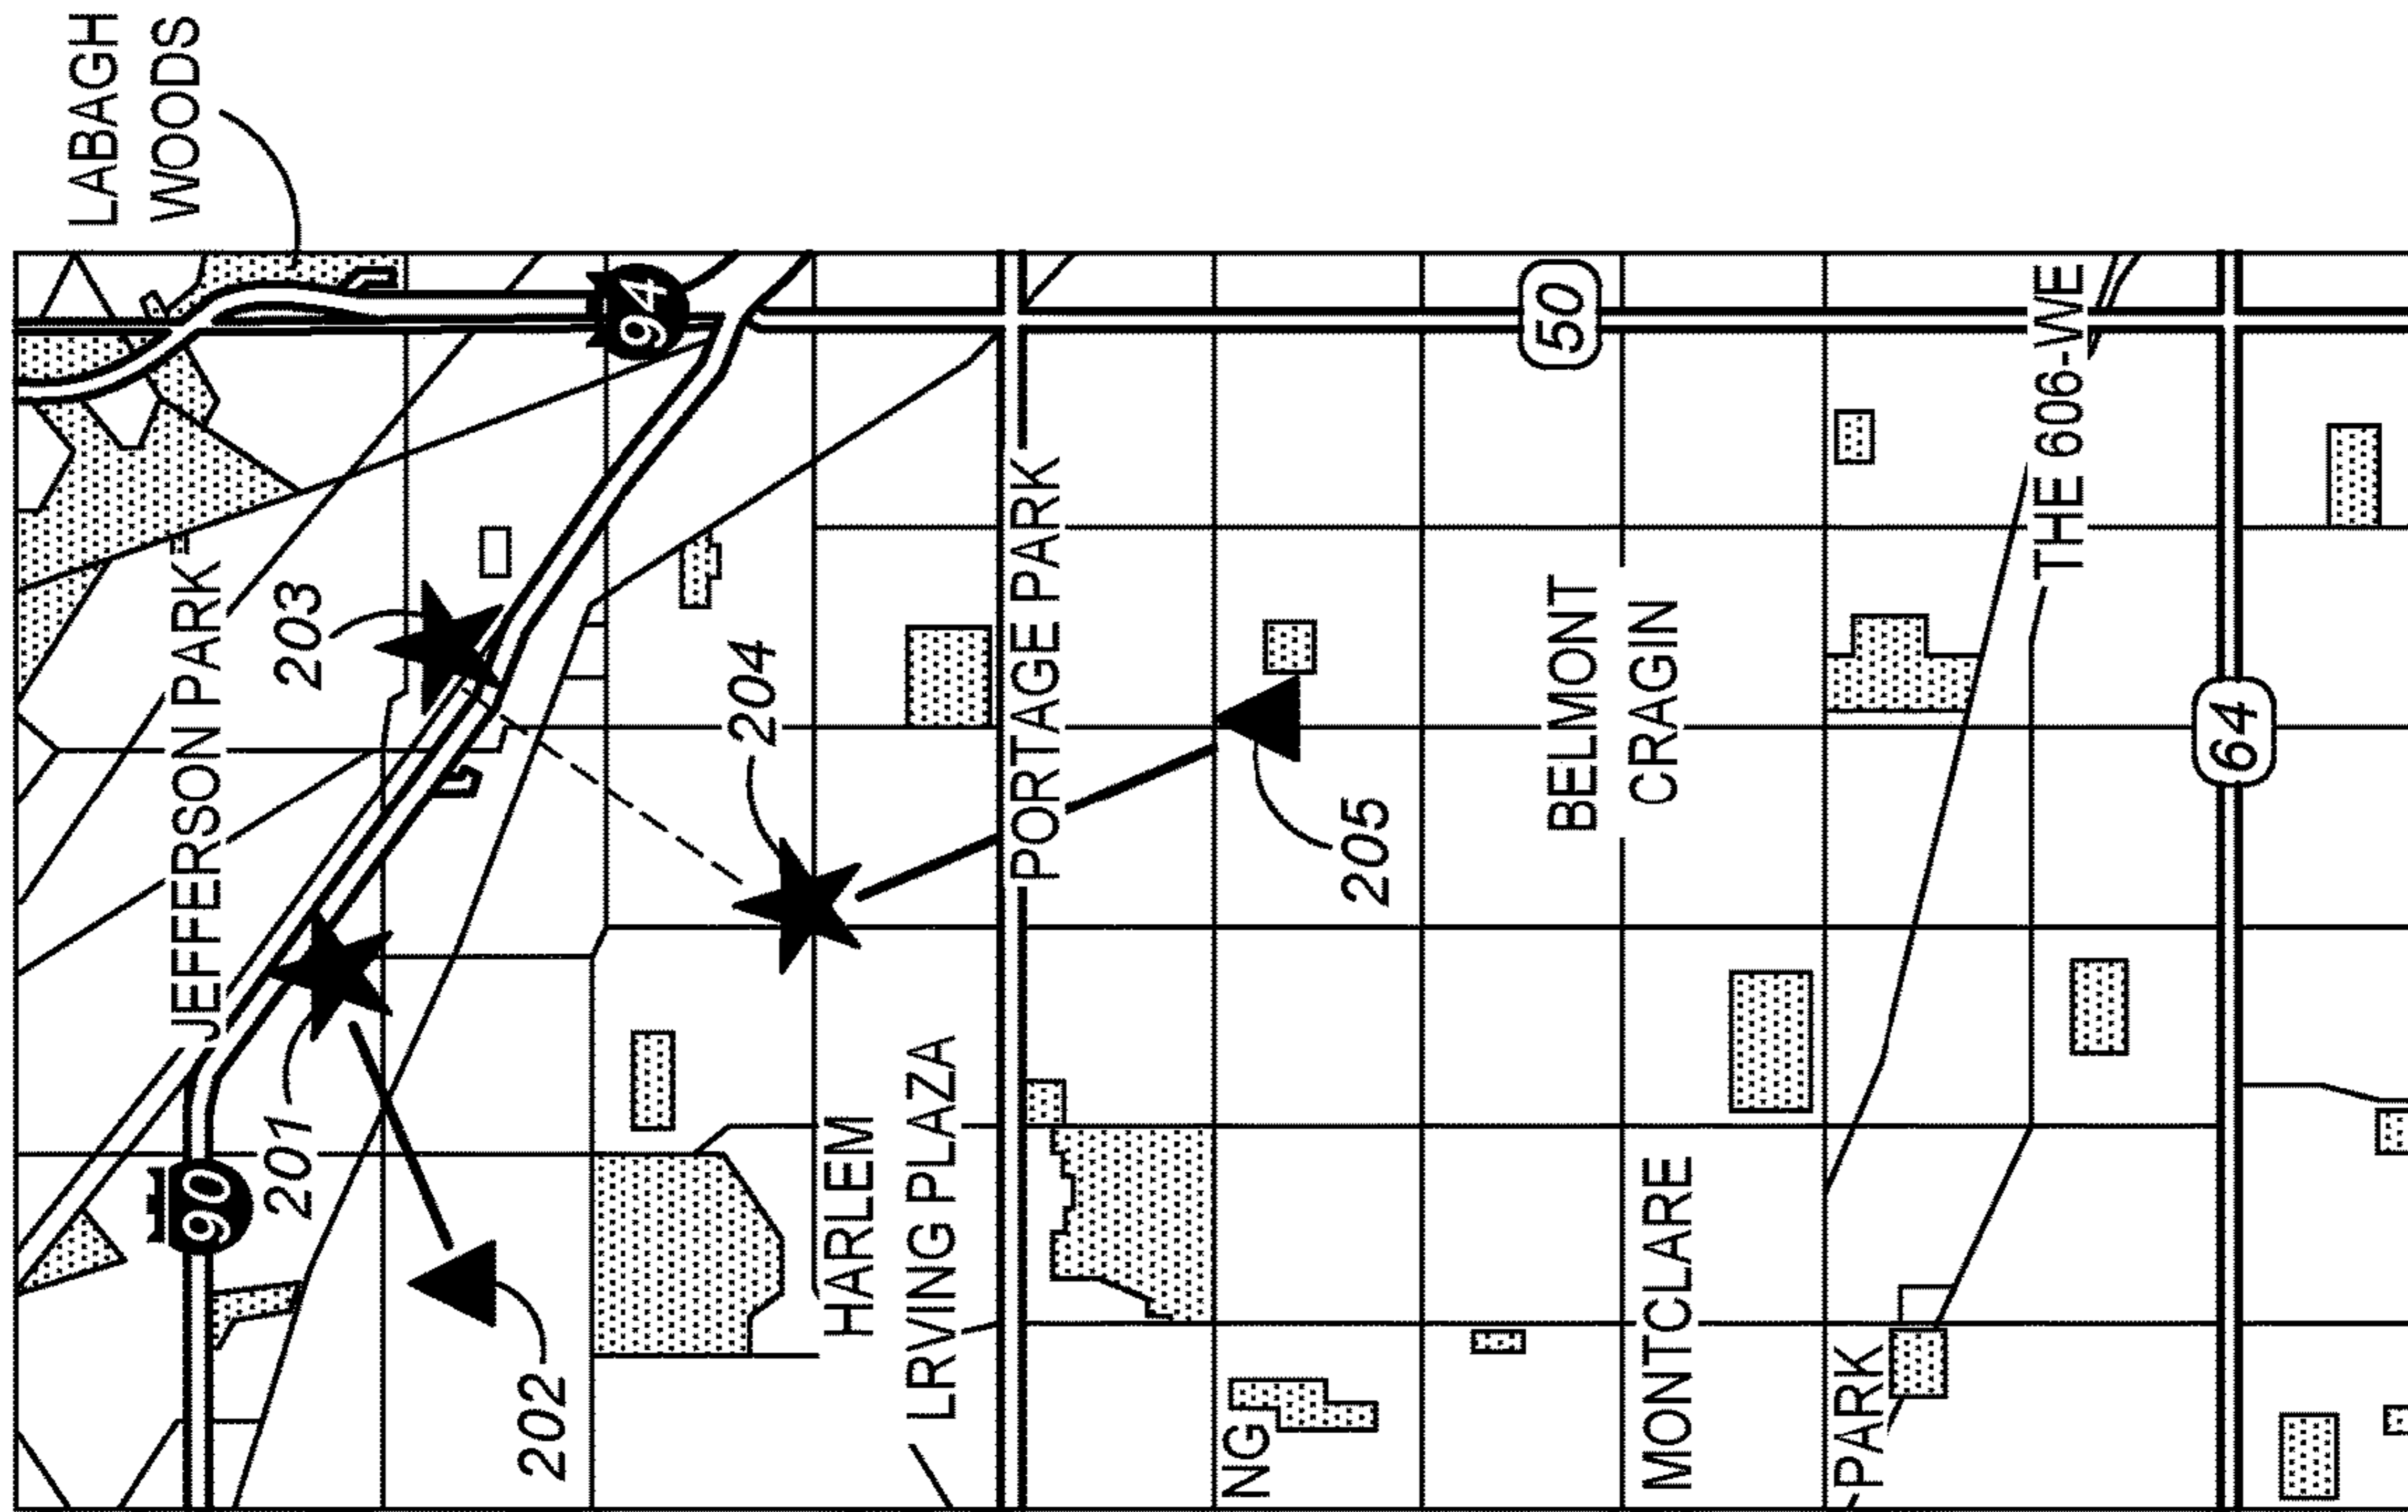 LABAGH
WOODS
JEFFERSON PARK
94
90
201
202
203
204
205
PORTAGE PARK
HARLEM
LRVING PLAZA
50
BELMONT
CRAGIN
THE 606-WE
64
NG
MONTCLARE
PARK